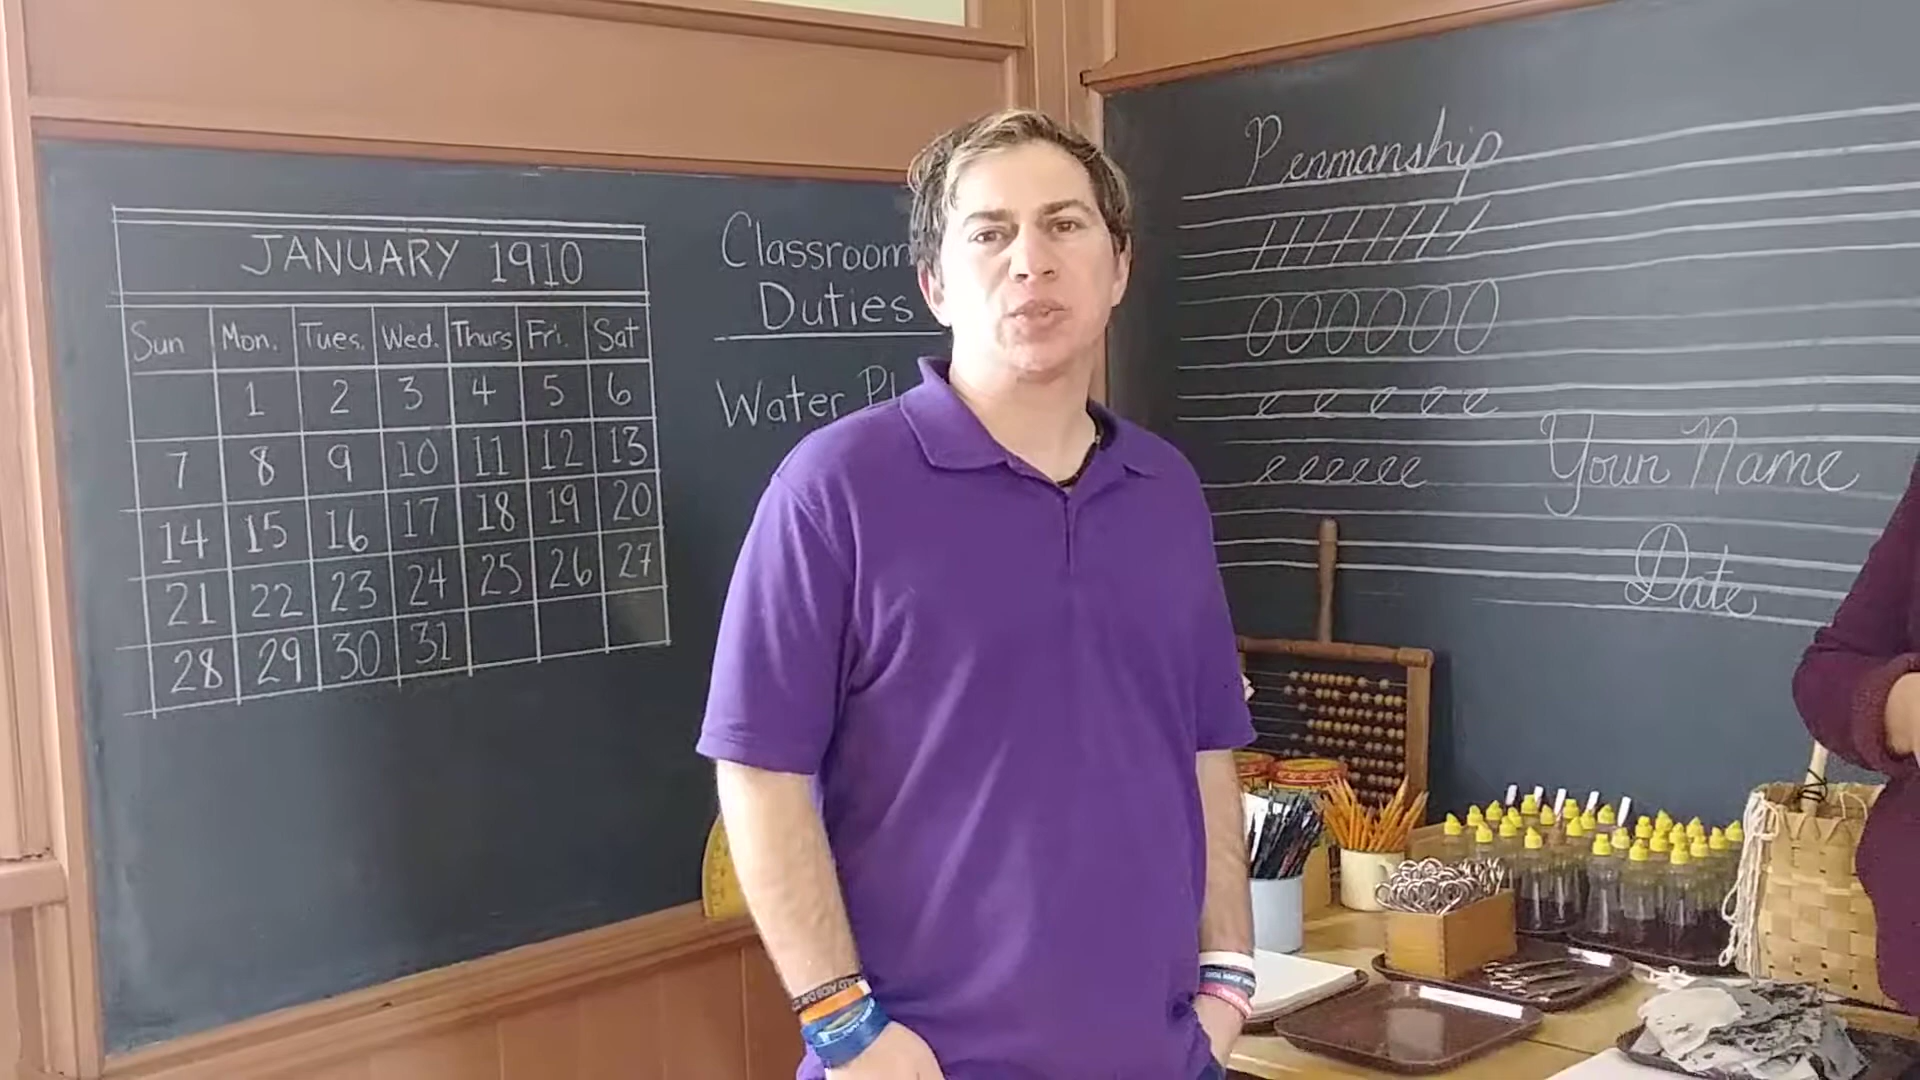 JANUARY 1910
Sun Mon. Tues. Wed. Thurs Fri. Sat
1 2 3 4 5 6
7 8 9 10 11 12 13
14 15 16 17 18 19 20
21 22 23 24 25 26 27
28 29 30 31
Classroom
Duties
Water
Penmanship
e e e e e
eeeeee
Your Name
Date